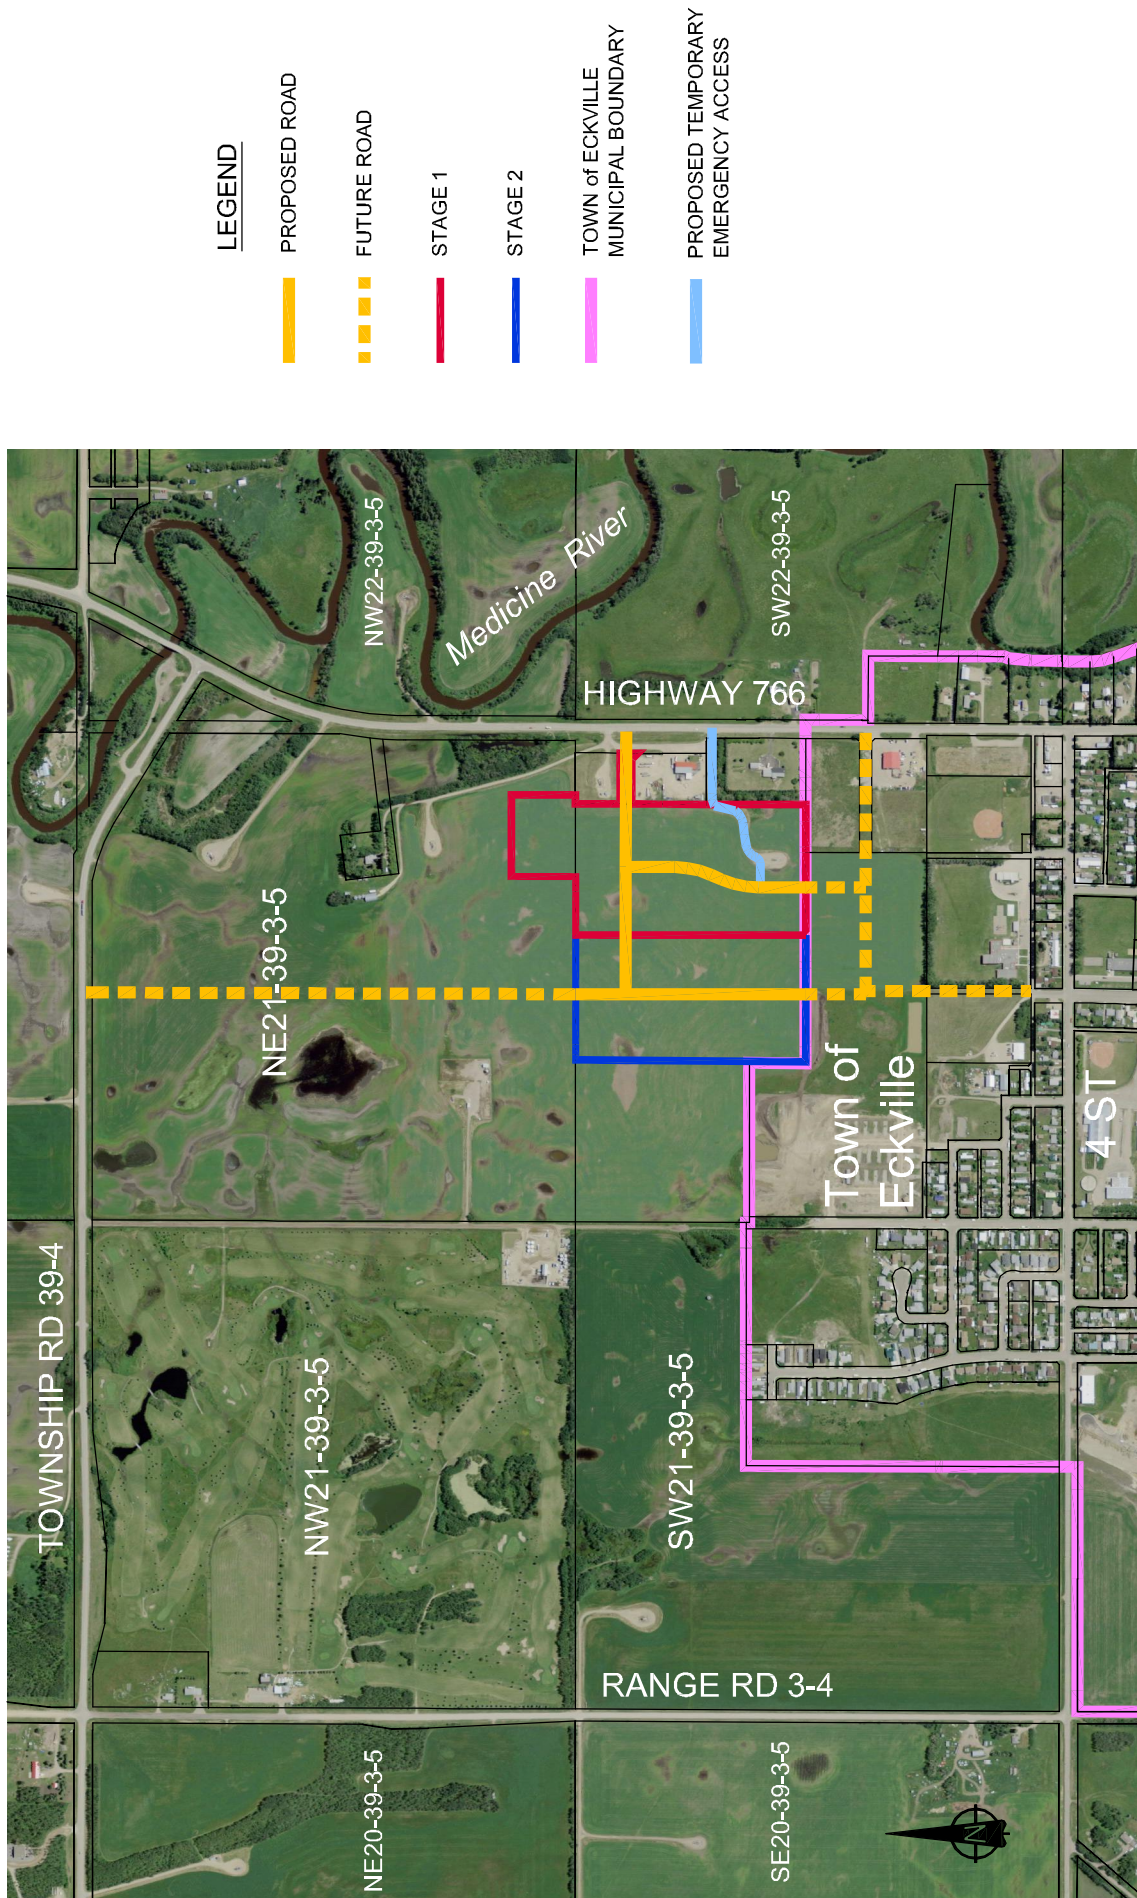 LEGEND
PROPOSED ROAD
FUTURE ROAD
STAGE 1
STAGE 2
TOWN of ECKVILLE
MUNICIPAL BOUNDARY
PROPOSED TEMPORARY
EMERGENCY ACCESS
TOWNSHIP RD 39-4
NE20-39-3-5
NW21-39-3-5
NE21-39-3-5
NW22-39-3-5
Medicine River
HIGHWAY 766
RANGE RD 3-4
SE20-39-3-5
SW21-39-3-5
SW22-39-3-5
Town of
Eckville
4 ST
N